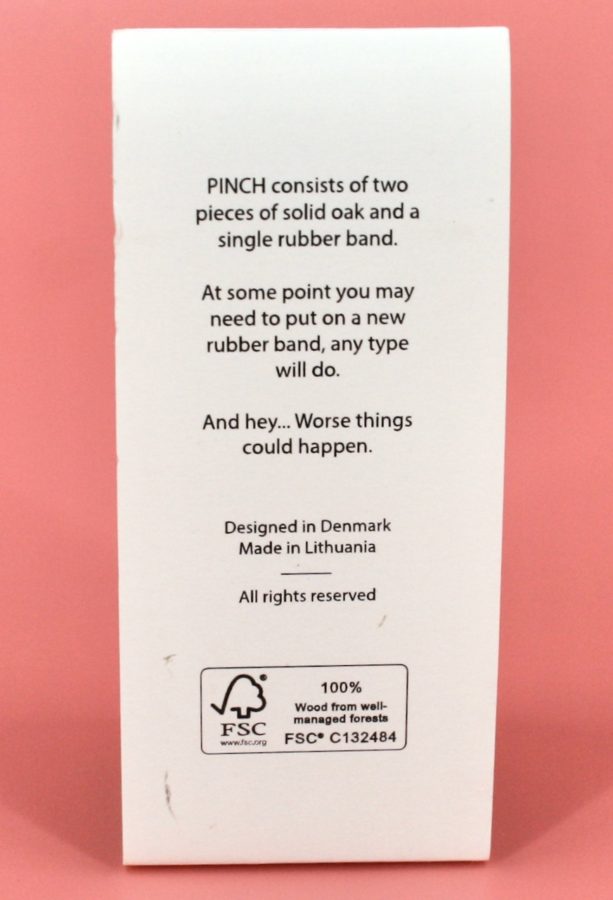 PINCH consists of two
pieces of solid oak and a
single rubber band.
At some point you may
need to put on a new
rubber band, any type
will do.
And hey... Worse things
could happen.
Designed in Denmark
Made in Lithuania
All rights reserved
FSC
www.fsc.org
100%
Wood from well-
managed forests
FSC® C132484